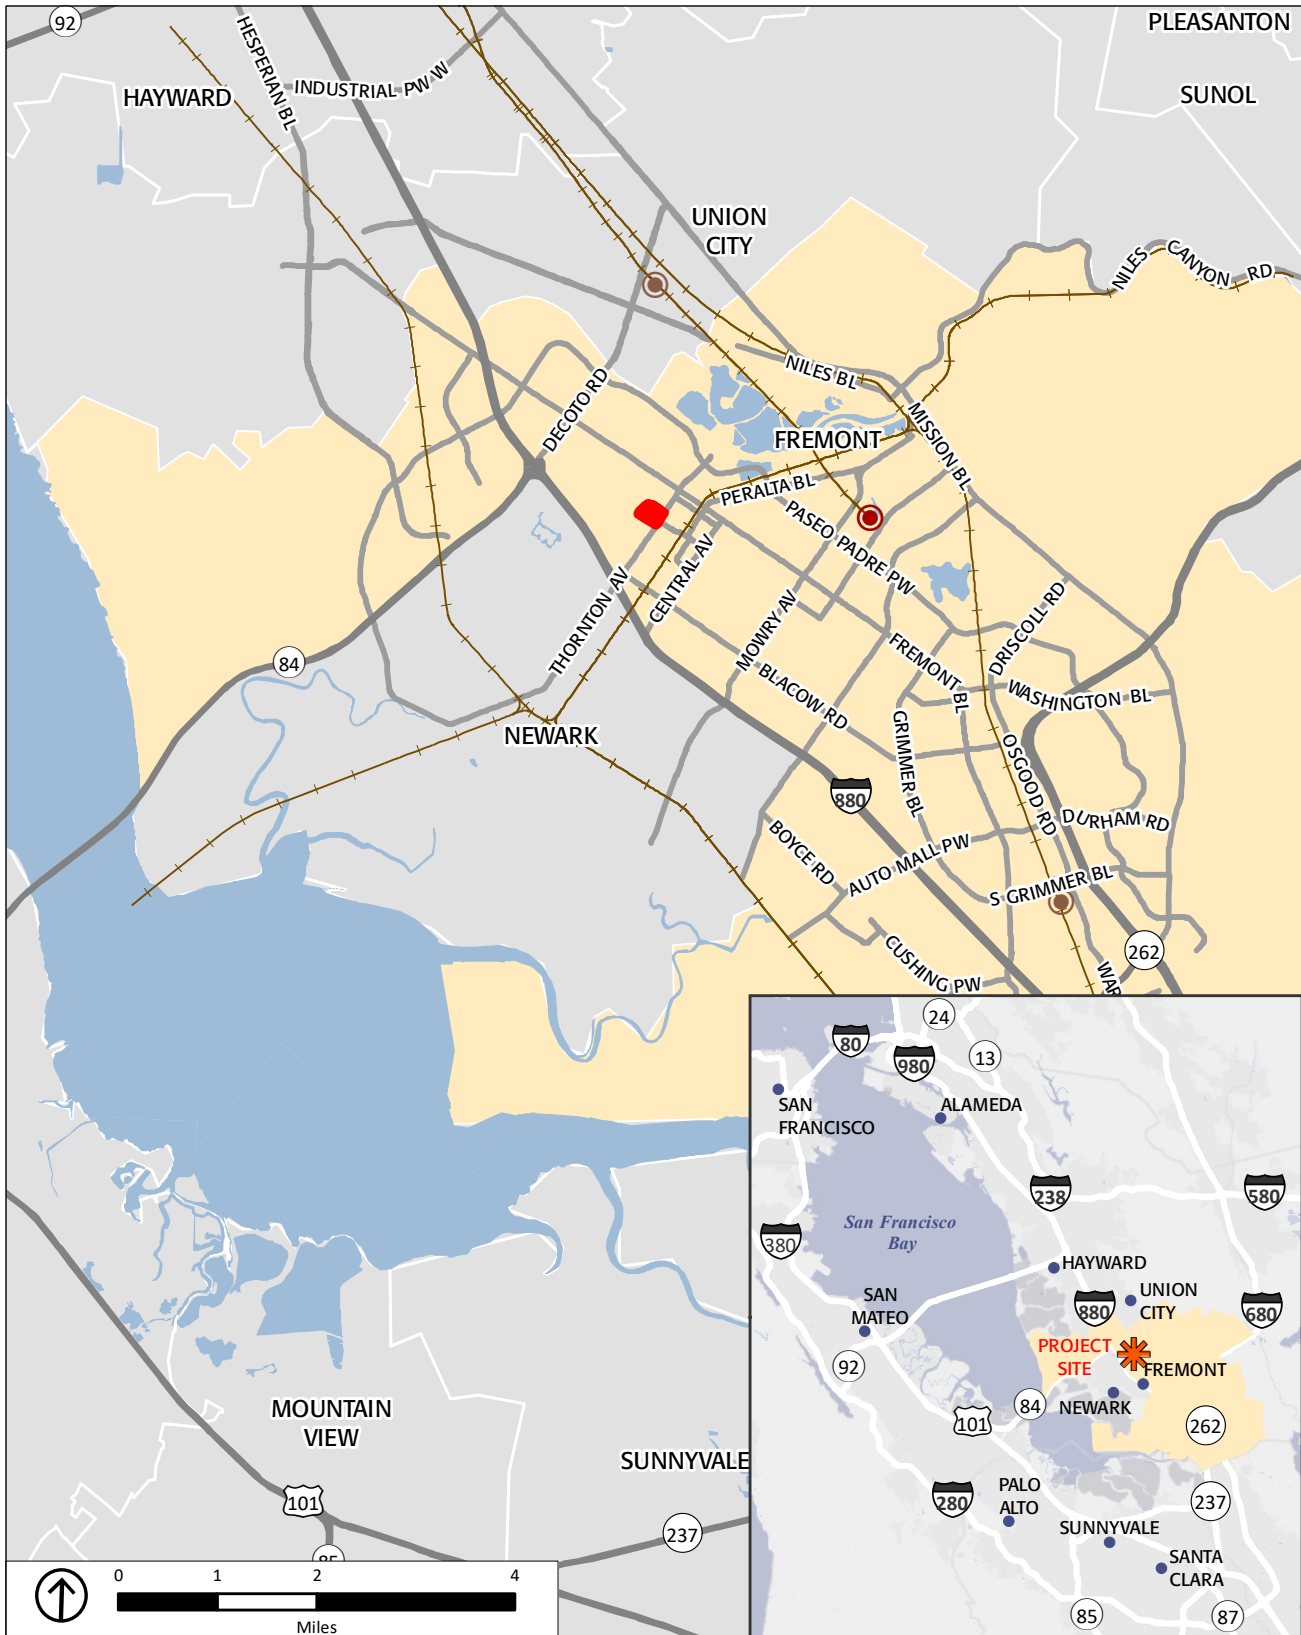 92
PLEASANTON
HESPERIAN BL
INDUSTRIAL PW W
HAYWARD
SUNOL
UNION
CITY
NILES
CANYON
RD
NILES BL
DECOTO RD
MISSION BL
FREMONT
PERALTA BL
PASEO PADRE PW
CENTRAL AV
THORNTON AV
MOWRY AV
DRISCOLL RD
FREMONT BL
84
BLACOW RD
WASHINGTON BL
GRIMMER BL
NEWARK
OSGOOD RD
880
DURHAM RD
BOYCE RD
AUTO MALL PW
S GRIMMER BL
CUSHING PW
262
WAR
MOUNTAIN
VIEW
SUNNYVALE
101
237
85
0
1
2
4
Miles
24
80
980
13
SAN
FRANCISCO
ALAMEDA
238
580
San Francisco
Bay
380
HAYWARD
SAN
MATEO
880
UNION
CITY
680
PROJECT
SITE
92
FREMONT
84
NEWARK
101
262
PALO
ALTO
280
237
SUNNYVALE
SANTA
CLARA
85
87